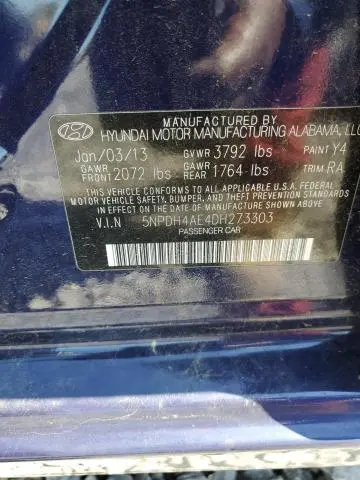 MANUFACTURED BY
HYUNDAI MOTOR MANUFACTURING ALABAMA, LLC
Jan/03/13 GVWR 3792 lbs PAINT Y4
GAWR FRONT 2072 lbs GAWR REAR 1764 lbs TRIM RA
THIS VEHICLE CONFORMS TO ALL APPLICABLE U.S.A. FEDERAL
MOTOR VEHICLE SAFETY, BUMPER, AND THEFT PREVENTION STANDARDS
IN EFFECT ON THE DATE OF MANUFACTURE SHOWN ABOVE.
V.I.N 5NPDH4AE4DH273303
PASSENGER CAR